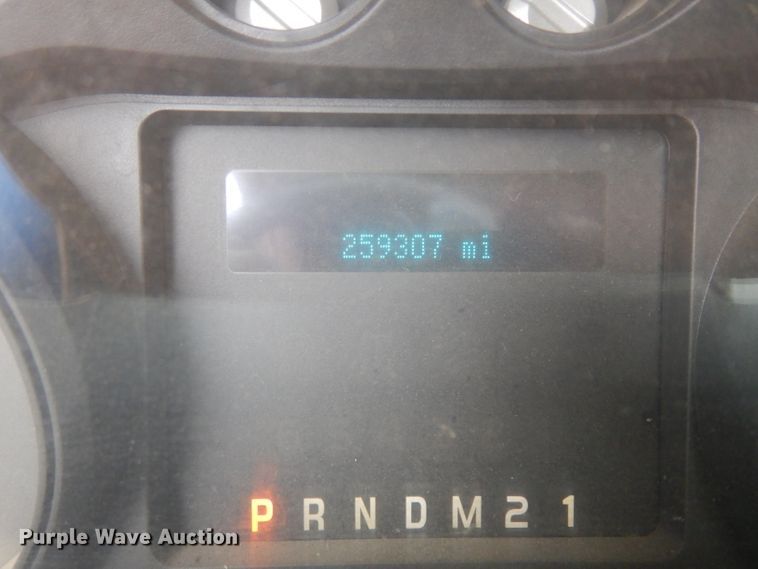 259307 mi
P R N D M 2 1
Purple Wave Auction